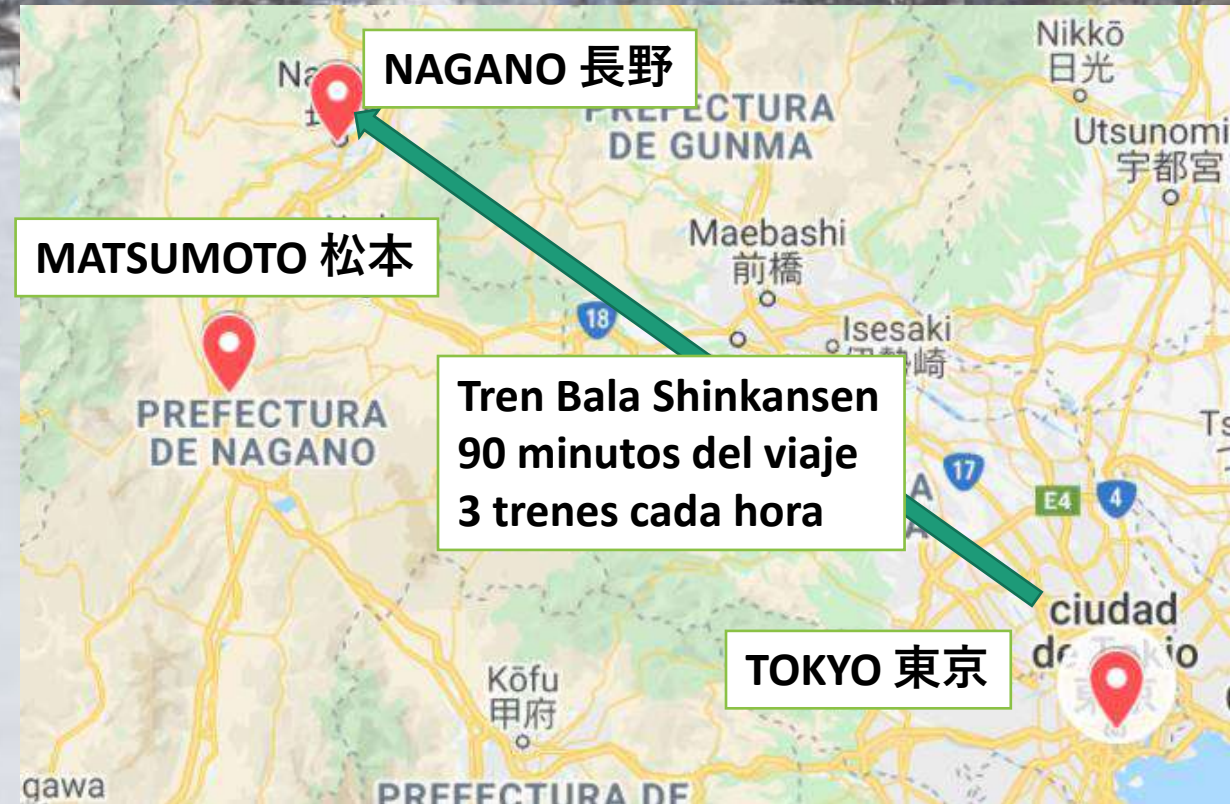 Nikkō
日光
NAGANO 長野
PREFECTURA
DE GUNMA
Utsunomi
宇都宮
MATSUMOTO 松本
Maebashi
前橋
18
Isesaki
PREFECTURA
DE NAGANO
Tren Bala Shinkansen
90 minutos del viaje
3 trenes cada hora
17
E4
4
ciudad
TOKYO 東京
Kōfu
甲府
gawa
PREFECTURA DE